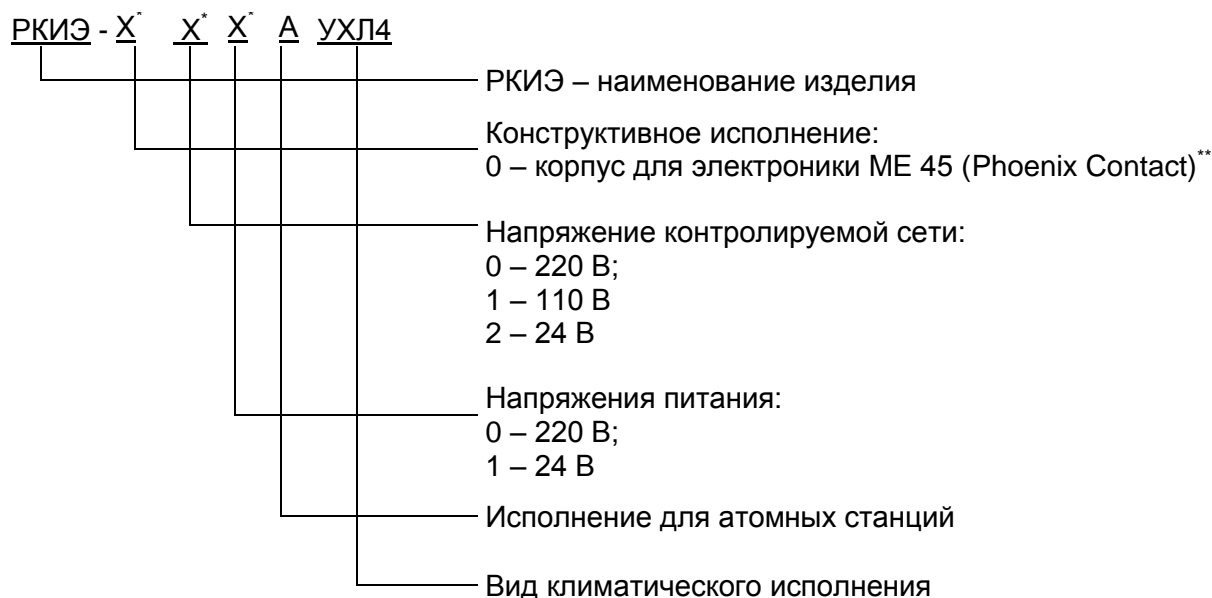 РКИЭ - Х* Х* Х* А УХЛ4
РКИЭ – наименование изделия
Конструктивное исполнение:
0 – корпус для электроники ME 45 (Phoenix Contact)**
Напряжение контролируемой сети:
0 – 220 В;
1 – 110 В
2 – 24 В
Напряжения питания:
0 – 220 В;
1 – 24 В
Исполнение для атомных станций
Вид климатического исполнения